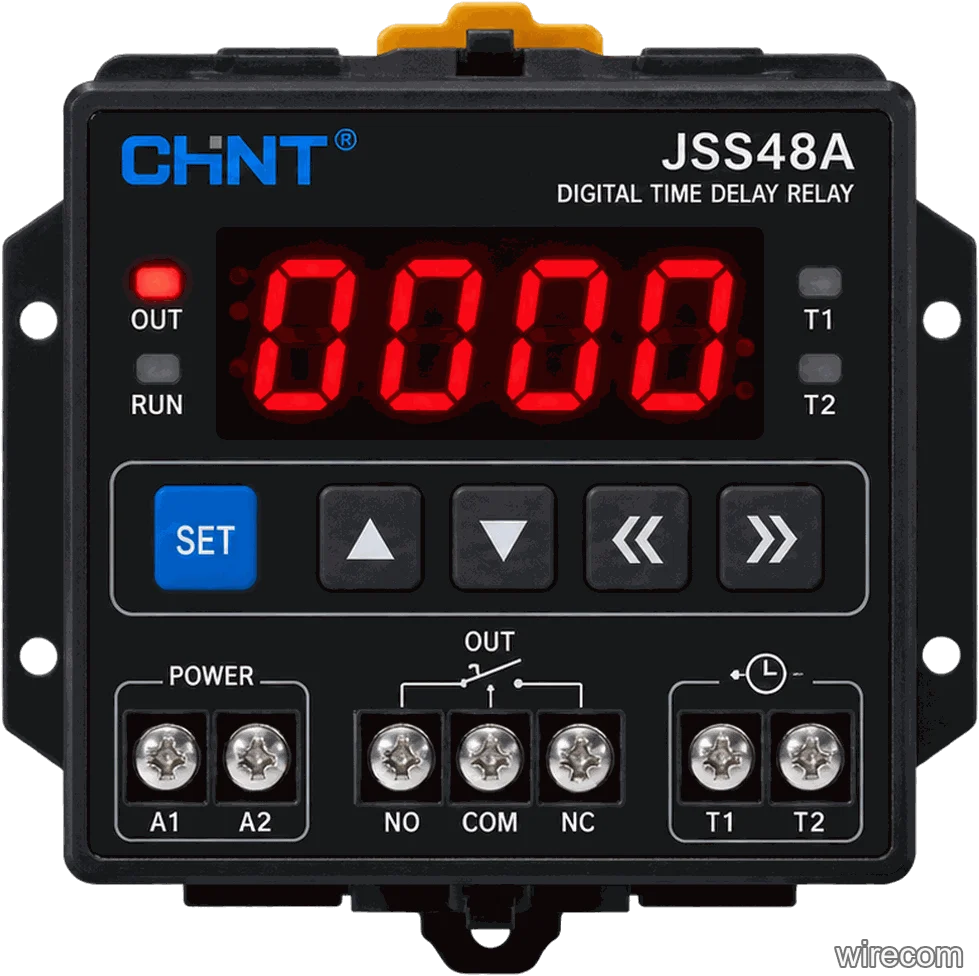 CHINT®
JSS48A
DIGITAL TIME DELAY RELAY
0000
OUT
RUN
T1
T2
SET
POWER
OUT
A1 A2
NO COM NC
T1 T2
wirecom